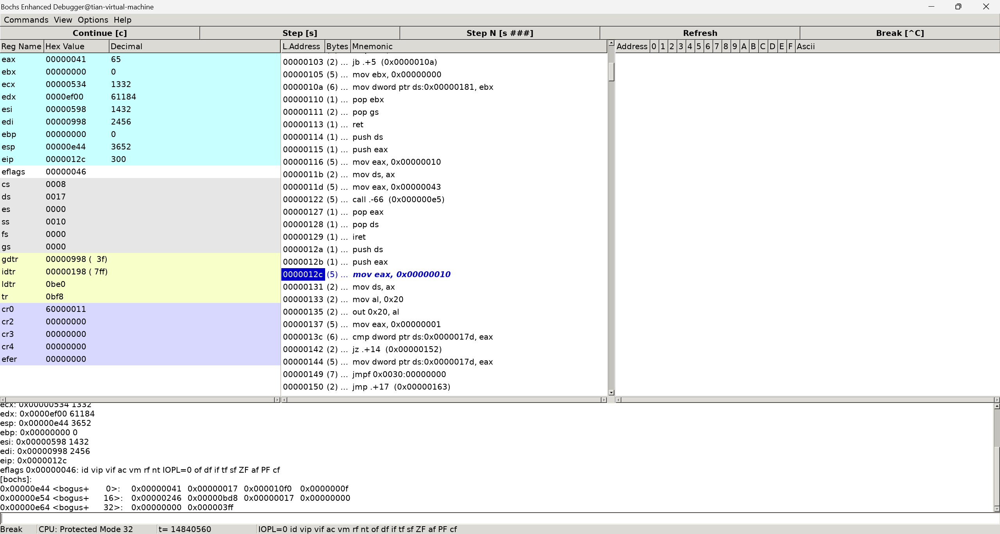 Bochs Enhanced Debugger@tian-virtual-machine
Commands View Options Help
Continue [c] Step [s] Step N [s ###] Refresh Break [^C]
Reg Name Hex Value Decimal
eax 00000041 65
ebx 00000000 0
ecx 00000534 1332
edx 0000ef00 61184
esi 00000598 1432
edi 00000998 2456
ebp 00000000 0
esp 00000e44 3652
eip 0000012c 300
eflags 00000046
cs 0008
ds 0017
es 0000
ss 0010
fs 0000
gs 0000
gdtr 00000998 ( 3f)
idtr 00000198 ( 7ff)
ldtr 0be0
tr 0bf8
cr0 60000011
cr2 00000000
cr3 00000000
cr4 00000000
efer 00000000
L.Address Bytes Mnemonic
00000103 (2) ... jb .+5 (0x0000010a)
00000105 (5) ... mov ebx, 0x00000000
0000010a (6) ... mov dword ptr ds:0x00000181, ebx
00000110 (1) ... pop ebx
00000111 (2) ... pop gs
00000113 (1) ... ret
00000114 (1) ... push ds
00000115 (1) ... push eax
00000116 (5) ... mov eax, 0x00000010
0000011b (2) ... mov ds, ax
0000011d (5) ... mov eax, 0x00000043
00000122 (5) ... call .-66 (0x000000e5)
00000127 (1) ... pop eax
00000128 (1) ... pop ds
00000129 (1) ... iret
0000012a (1) ... push ds
0000012b (1) ... push eax
0000012c (5) ... mov eax, 0x00000010
00000131 (2) ... mov ds, ax
00000133 (2) ... mov al, 0x20
00000135 (2) ... out 0x20, al
00000137 (5) ... mov eax, 0x00000001
0000013c (6) ... cmp dword ptr ds:0x0000017d, eax
00000142 (2) ... jz .+14 (0x00000152)
00000144 (5) ... mov dword ptr ds:0x0000017d, eax
00000149 (7) ... jmpf 0x0030:00000000
00000150 (2) ... jmp .+17 (0x00000163)
Address 0 1 2 3 4 5 6 7 8 9 A B C D E F Ascii
ecx: 0x00000534 1332
edx: 0x0000ef00 61184
esp: 0x00000e44 3652
ebp: 0x00000000 0
esi: 0x00000598 1432
edi: 0x00000998 2456
eip: 0x0000012c
eflags 0x00000046: id vip vif ac vm rf nt IOPL=0 of df if tf sf ZF af PF cf
[bochs]:
0x00000e44 <bogus+ 0>: 0x00000041 0x00000017 0x000010f0 0x0000000f
0x00000e54 <bogus+ 16>: 0x00000246 0x00000bd8 0x00000017 0x00000000
0x00000e64 <bogus+ 32>: 0x00000000 0x000003ff
Break CPU: Protected Mode 32 t= 14840560 IOPL=0 id vip vif ac vm rf nt of df if tf sf ZF af PF cf